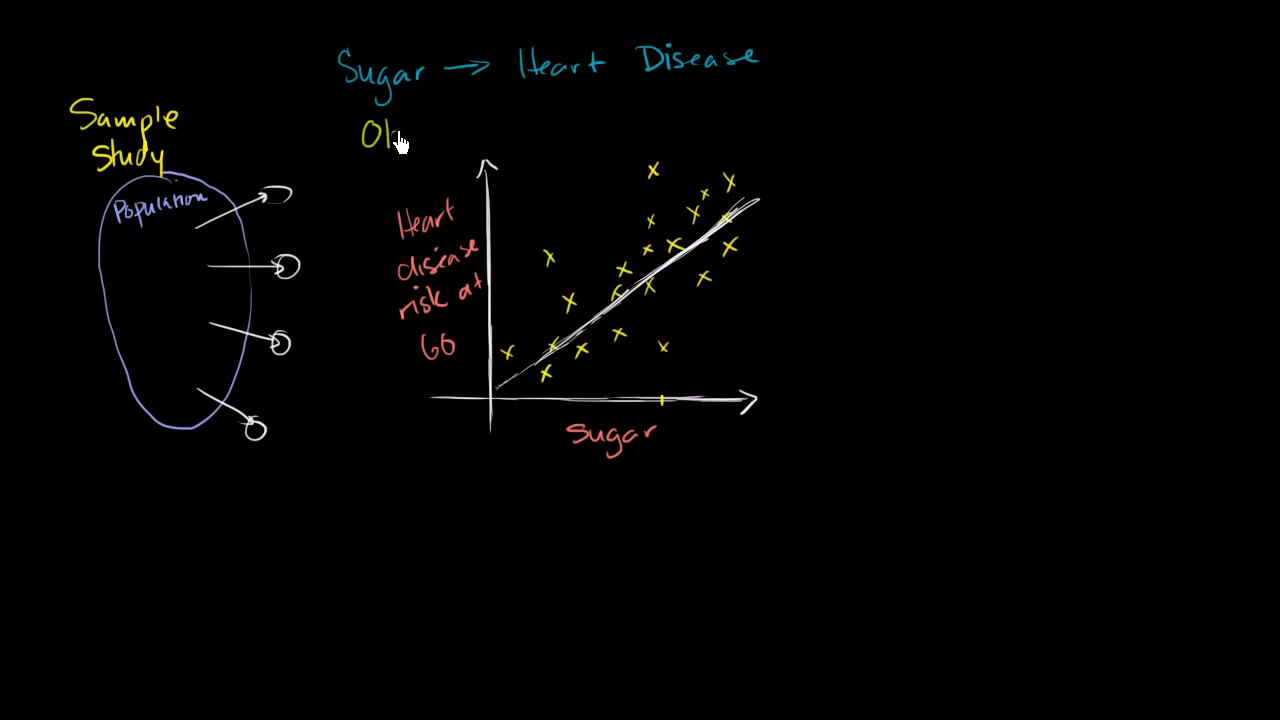 Sugar → Heart Disease
Sample
Study
Population
Heart
disease
risk at
60
Sugar